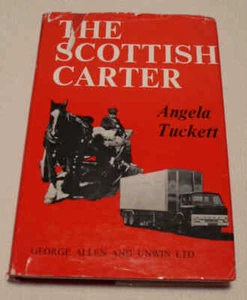 THE
SCOTTISH
CARTER
Angela
Tuckett
GEORGE ALLEN AND UNWIN LTD